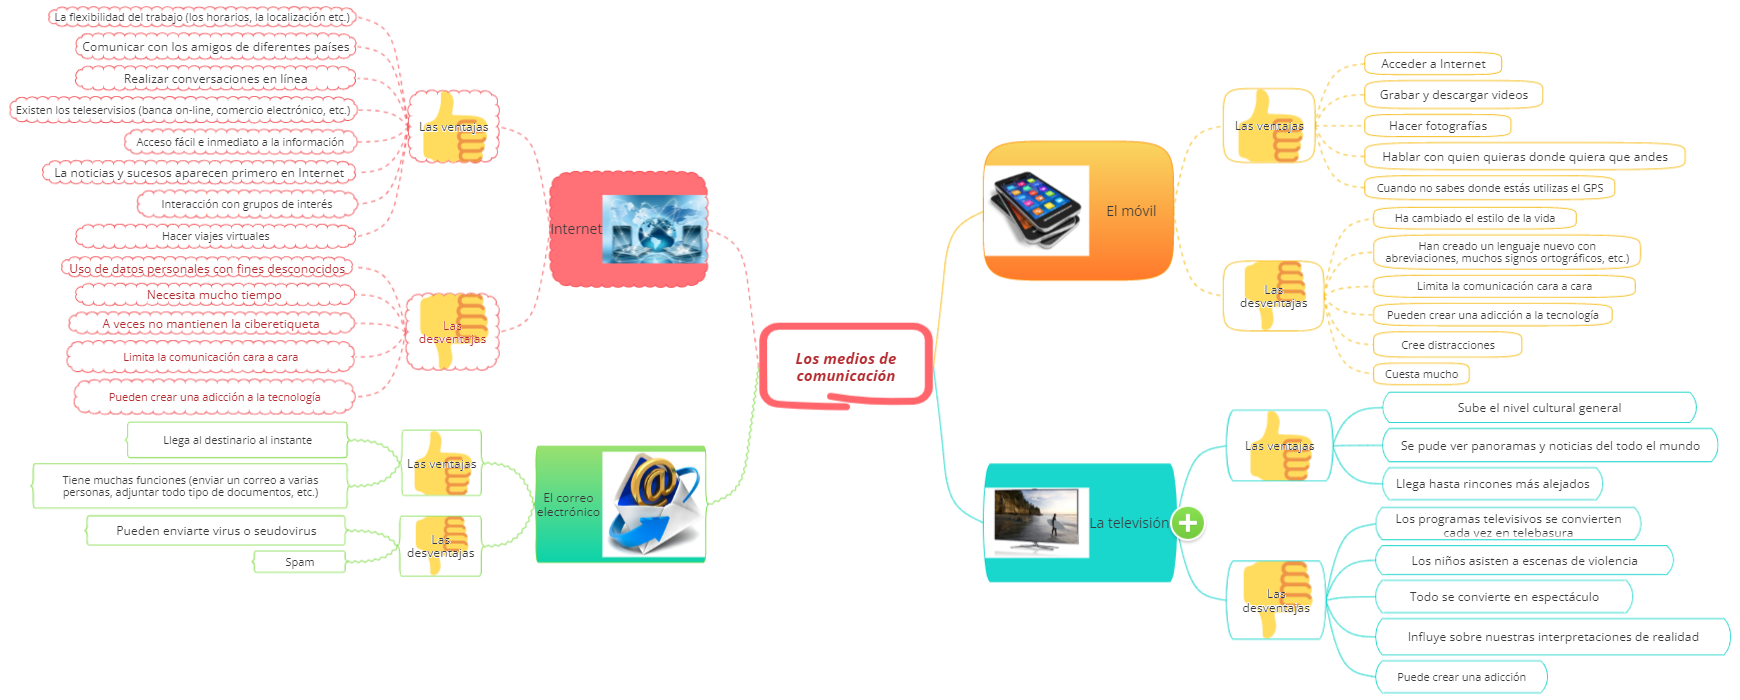 Los medios de
comunicación
Internet
Las ventajas
La flexibilidad del trabajo (los horarios, la localización etc.)
Comunicar con los amigos de diferentes países
Realizar conversaciones en línea
Existen los teleservisios (banca on-line, comercio electrónico, etc.)
Acceso fácil e inmediato a la información
La noticias y sucesos aparecen primero en Internet
Interacción con grupos de interés
Hacer viajes virtuales
Las
desventajas
Uso de datos personales con fines desconocidos
Necesita mucho tiempo
A veces no mantienen la ciberetiqueta
Limita la comunicación cara a cara
Pueden crear una adicción a la tecnología
El correo
electrónico
Las ventajas
Llega al destinario al instante
Tiene muchas funciones (enviar un correo a varias
personas, adjuntar todo tipo de documentos, etc.)
Las
desventajas
Pueden enviarte virus o seudovirus
Spam
El móvil
Las ventajas
Acceder a Internet
Grabar y descargar videos
Hacer fotografías
Hablar con quien quieras donde quiera que andes
Cuando no sabes donde estás utilizas el GPS
Las
desventajas
Ha cambiado el estilo de la vida
Han creado un lenguaje nuevo con
abreviaciones, muchos signos ortográficos, etc.)
Limita la comunicación cara a cara
Pueden crear una adicción a la tecnología
Cree distracciones
Cuesta mucho
La televisión
Las ventajas
Sube el nivel cultural general
Se pude ver panoramas y noticias del todo el mundo
Llega hasta rincones más alejados
Las
desventajas
Los programas televisivos se convierten
cada vez en telebasura
Los niños asisten a escenas de violencia
Todo se convierte en espectáculo
Influye sobre nuestras interpretaciones de realidad
Puede crear una adicción